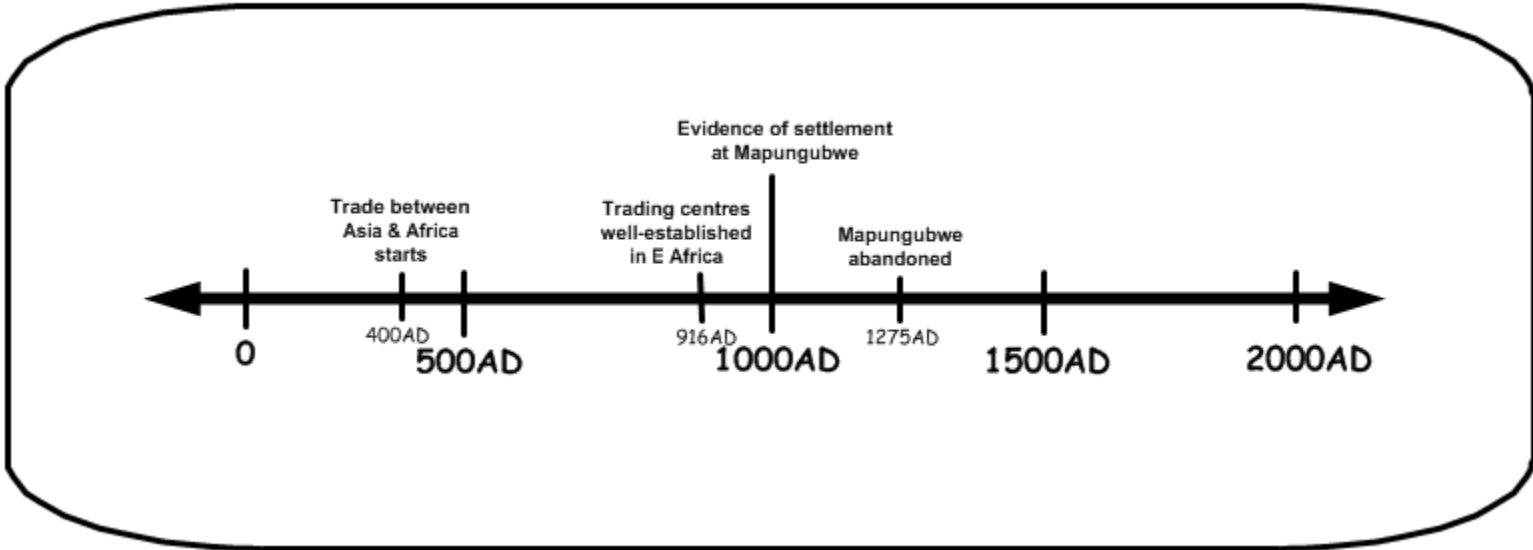 Evidence of settlement
at Mapungubwe
Trade between
Asia & Africa
starts
Trading centres
well-established
in E Africa
Mapungubwe
abandoned
400AD
916AD
1275AD
0
500AD
1000AD
1500AD
2000AD